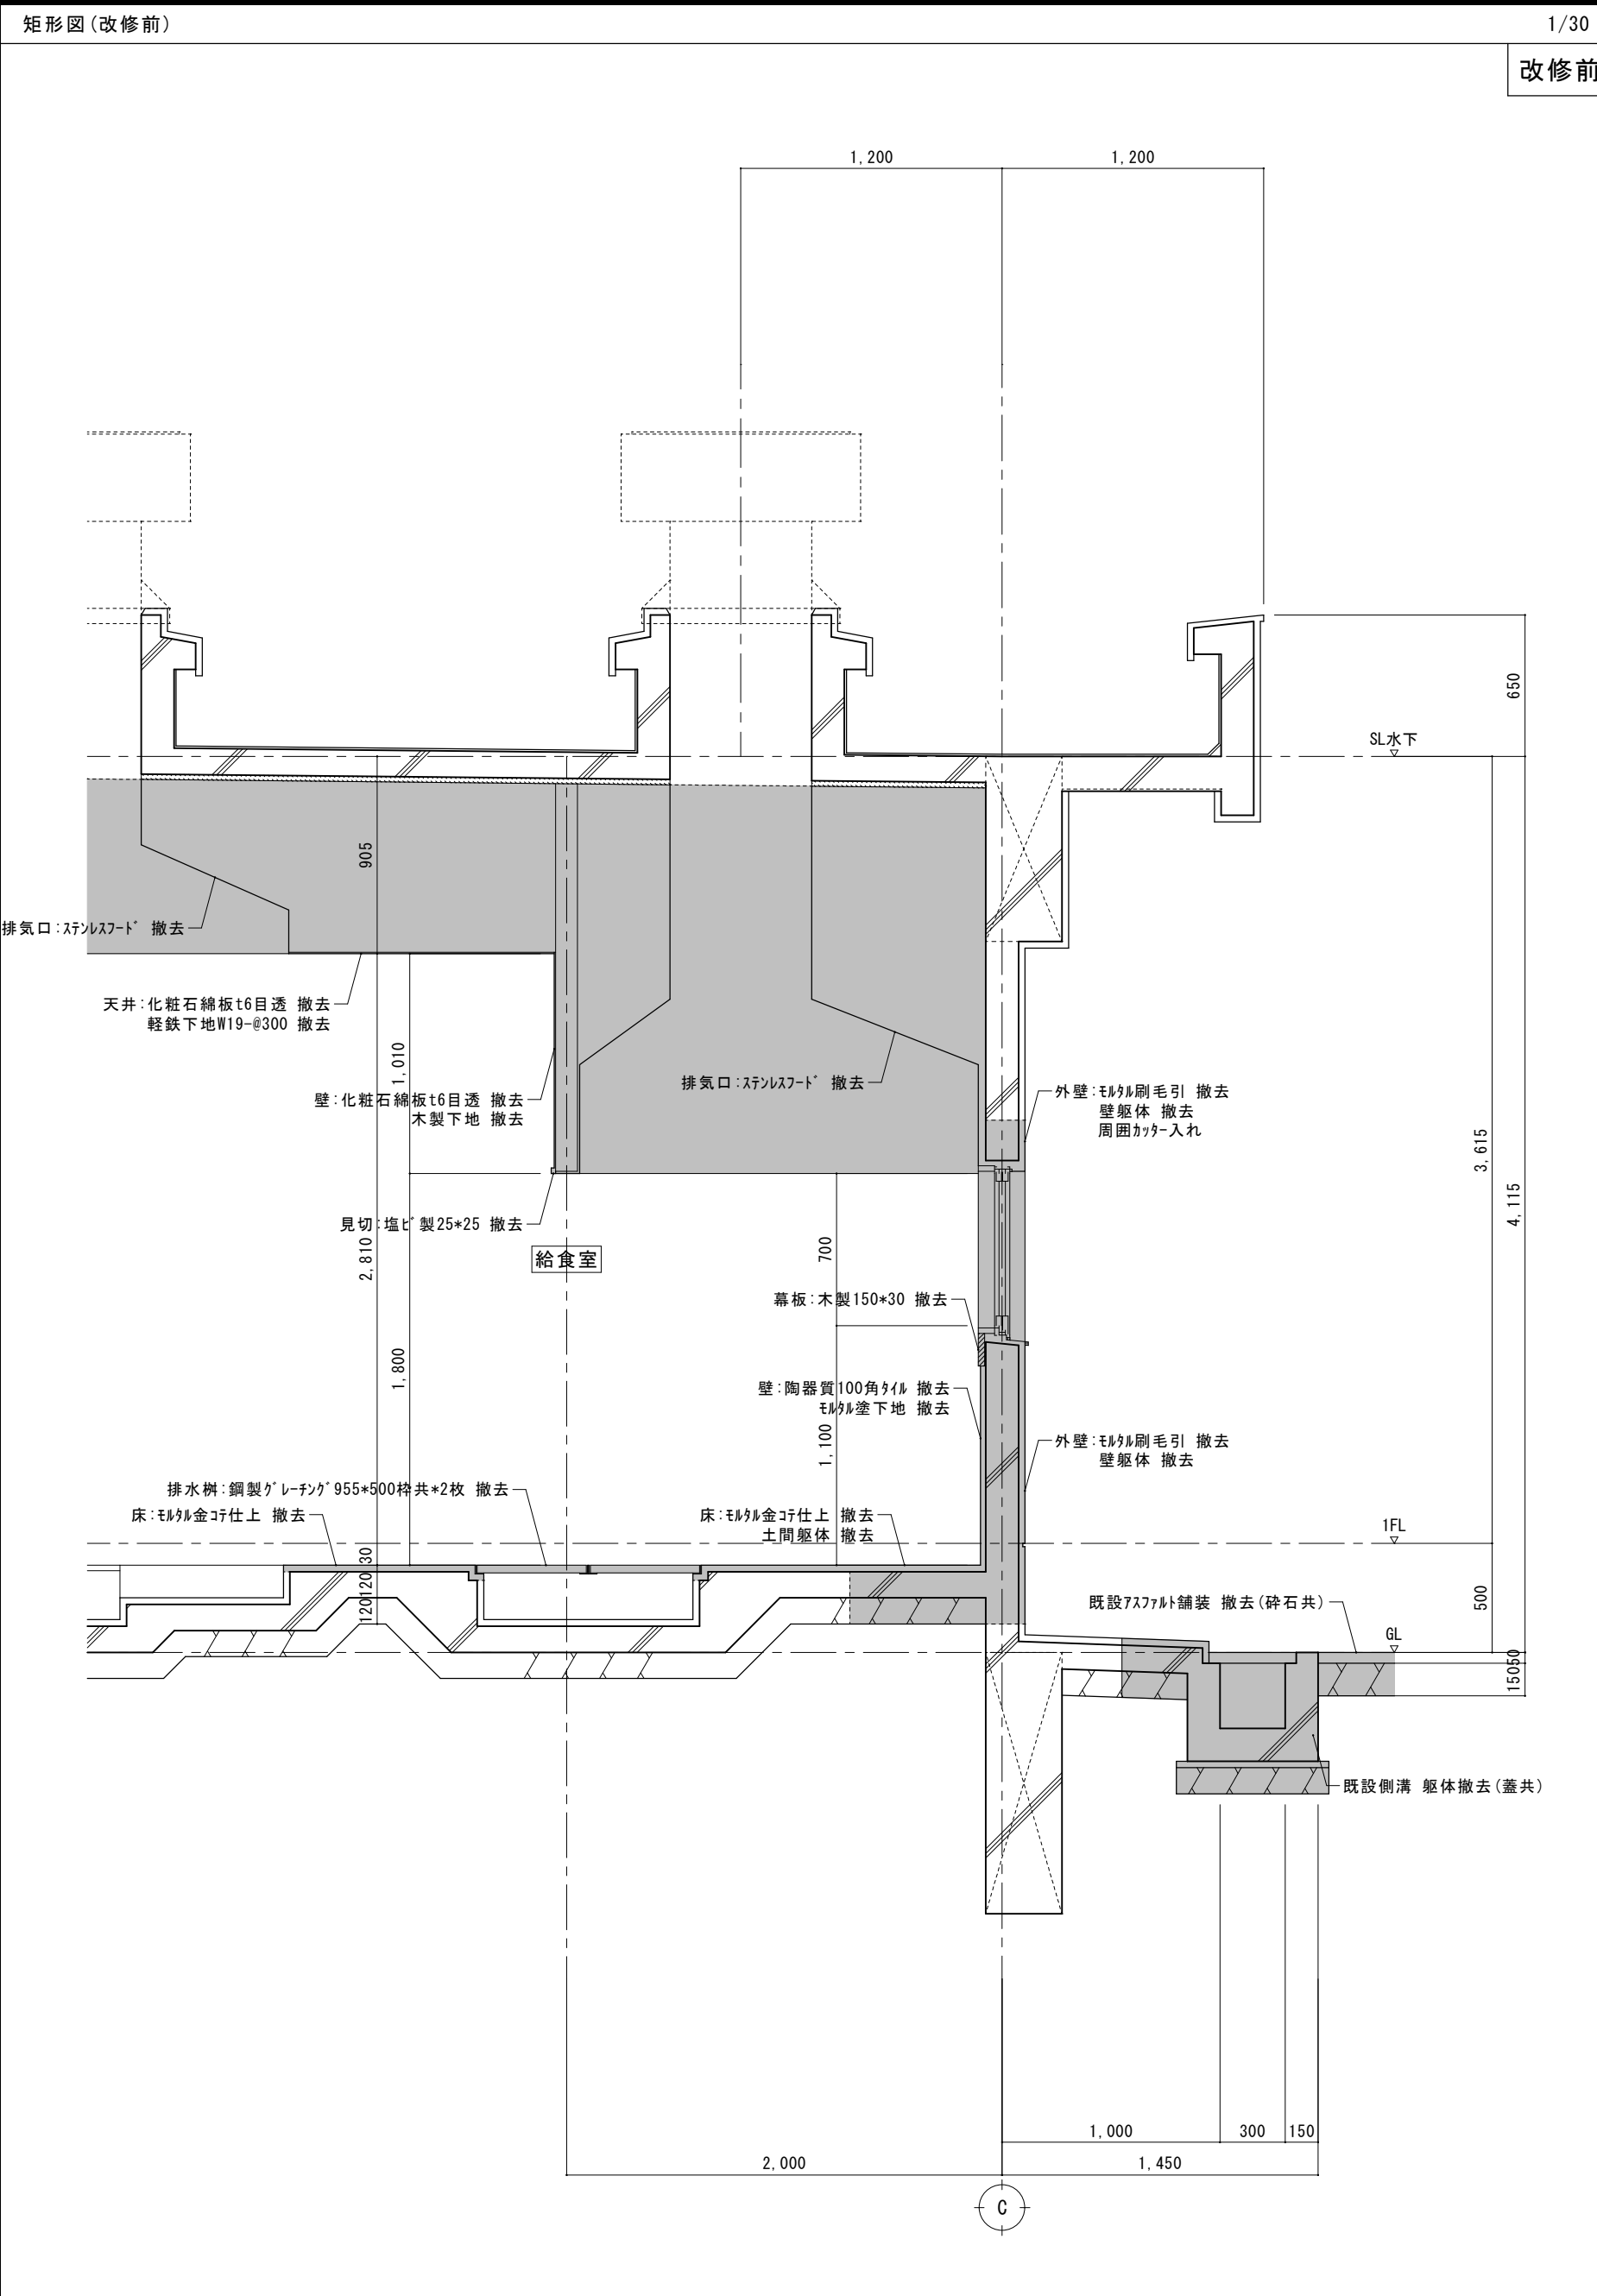 矩形図(改修前)
1/30
改修前
1,200
1,200
650
SL水下
905
排気口:ｽﾃﾝﾚｽﾌｰﾄﾞ 撤去
天井:化粧石綿板t6目透 撤去
軽鉄下地W19-@300 撤去
1,010
排気口:ｽﾃﾝﾚｽﾌｰﾄﾞ 撤去
壁:化粧石綿板t6目透 撤去
木製下地 撤去
外壁:ﾓﾙﾀﾙ刷毛引 撤去
壁躯体 撤去
周囲ｶｯﾀｰ入れ
3,615
4,115
見切:塩ﾋﾞ製25*25 撤去
2,810
給食室
700
幕板:木製150*30 撤去
1,800
壁:陶器質100角ﾀｲﾙ 撤去
ﾓﾙﾀﾙ塗下地 撤去
1,100
外壁:ﾓﾙﾀﾙ刷毛引 撤去
壁躯体 撤去
排水桝:鋼製ｸﾞﾚｰﾁﾝｸﾞ955*500枠共*2枚 撤去
床:ﾓﾙﾀﾙ金ｺﾃ仕上 撤去
床:ﾓﾙﾀﾙ金ｺﾃ仕上 撤去
土間躯体 撤去
1FL
30
120
120
既設ｱｽﾌｧﾙﾄ舗装 撤去(砕石共)
500
GL
50
150
既設側溝 躯体撤去(蓋共)
1,000
300
150
2,000
1,450
C